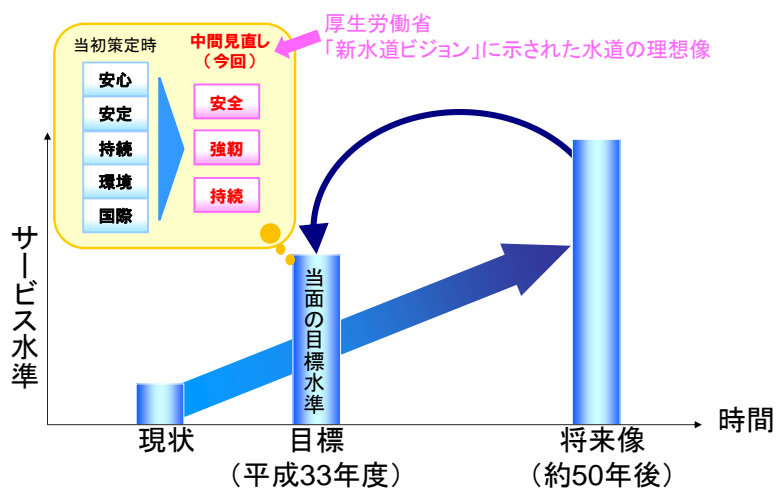 厚生労働省
「新水道ビジョン」に示された水道の理想像
当初策定時
中間見直し
（今回）
安心
安定
持続
環境
国際
安全
強靭
持続
サービス水準
当面の目標水準
時間
現状
目標
（平成33年度）
将来像
（約50年後）